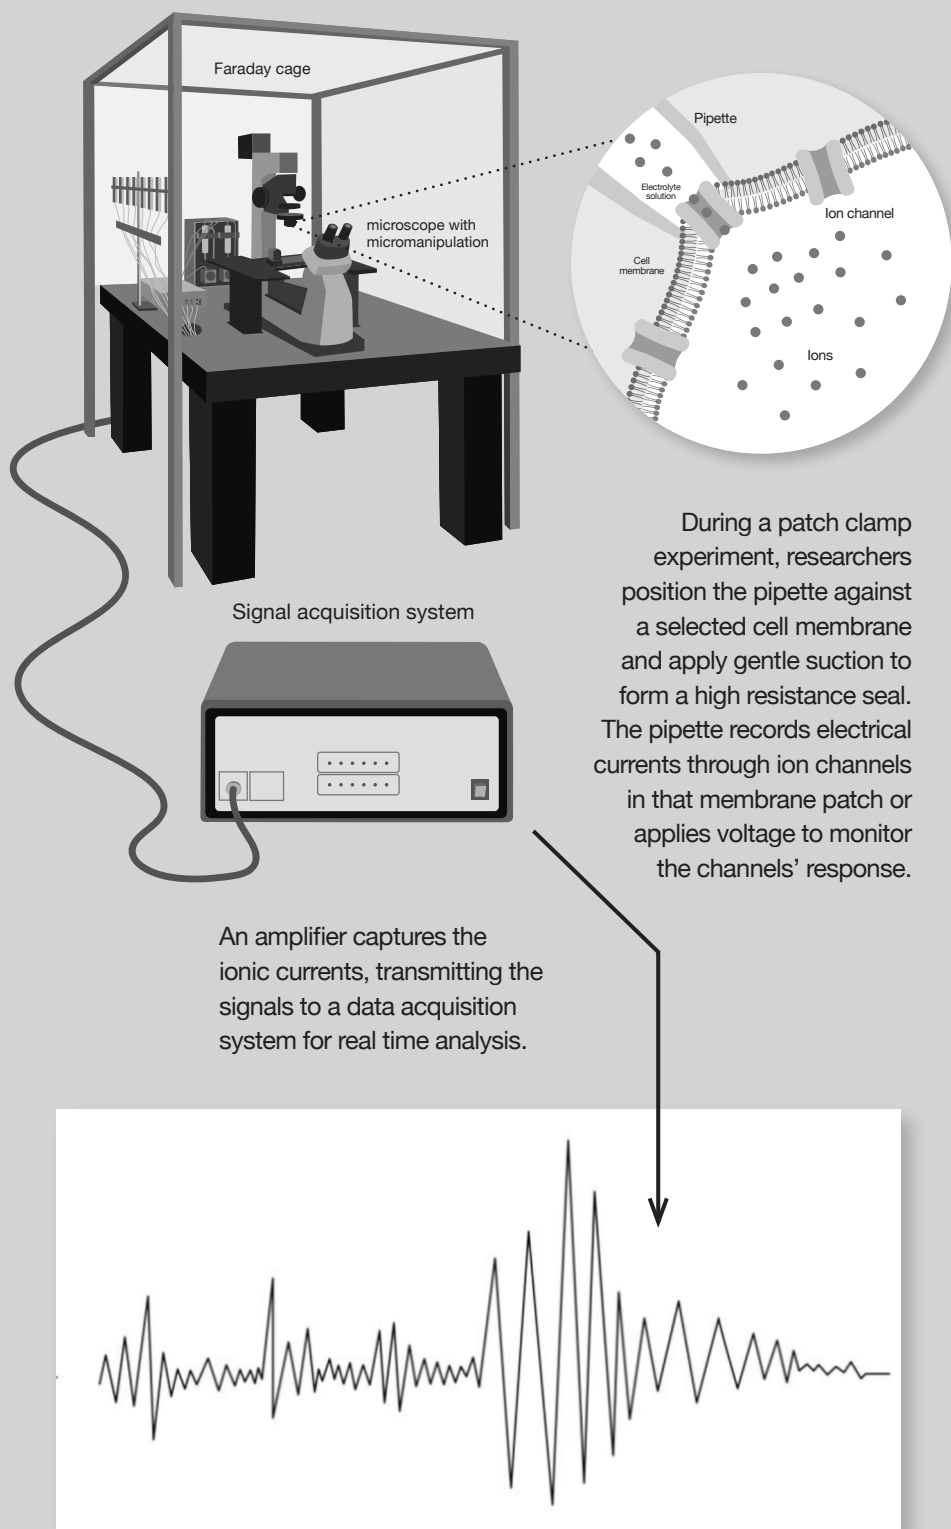 Faraday cage
microscope with
micromanipulation
Pipette
Electrolyte
solution
Ion channel
Cell
membrane
Ions
During a patch clamp
experiment, researchers
position the pipette against
a selected cell membrane
and apply gentle suction to
form a high resistance seal.
The pipette records electrical
currents through ion channels
in that membrane patch or
applies voltage to monitor
the channels’ response.
Signal acquisition system
An amplifier captures the
ionic currents, transmitting the
signals to a data acquisition
system for real time analysis.